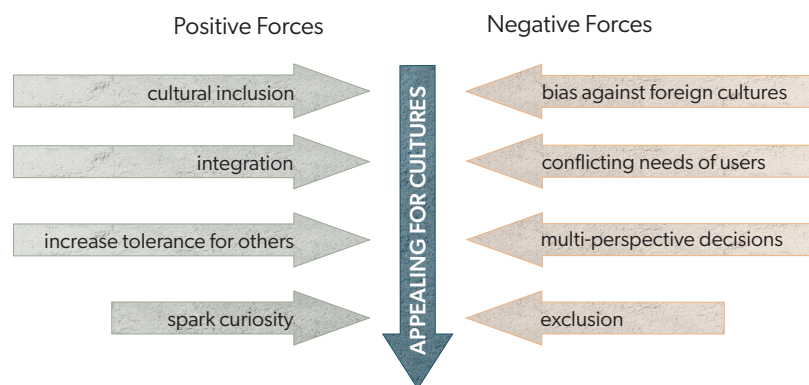 Positive Forces
Negative Forces
cultural inclusion
bias against foreign cultures
integration
conflicting needs of users
increase tolerance for others
multi-perspective decisions
spark curiosity
exclusion
APPEALING FOR CULTURES